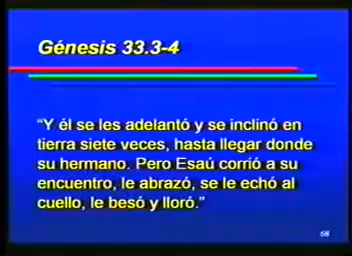 Génesis 33.3-4
“Y él se les adelantó y se inclinó en
tierra siete veces, hasta llegar donde
su hermano. Pero Esaú corrió a su
encuentro, le abrazó, se le echó al
cuello, le besó y lloró.”
68